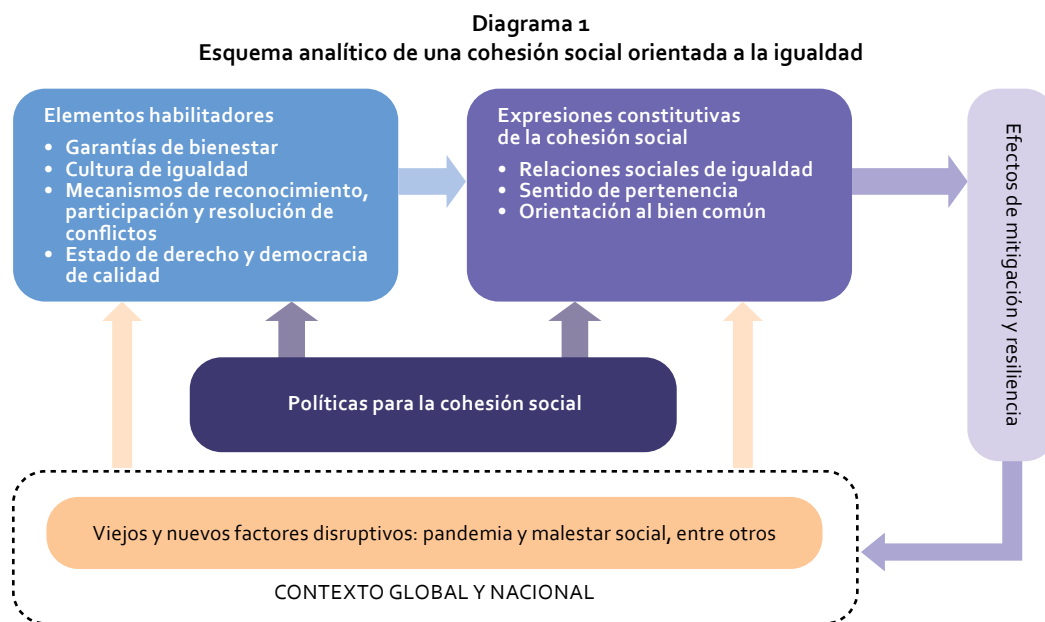 Diagrama 1
Esquema analítico de una cohesión social orientada a la igualdad
Elementos habilitadores
• Garantías de bienestar
• Cultura de igualdad
• Mecanismos de reconocimiento,
participación y resolución de
conflictos
• Estado de derecho y democracia
de calidad
Expresiones constitutivas
de la cohesión social
• Relaciones sociales de igualdad
• Sentido de pertenencia
• Orientación al bien común
Efectos de mitigación y resiliencia
Políticas para la cohesión social
Viejos y nuevos factores disruptivos: pandemia y malestar social, entre otros
CONTEXTO GLOBAL Y NACIONAL